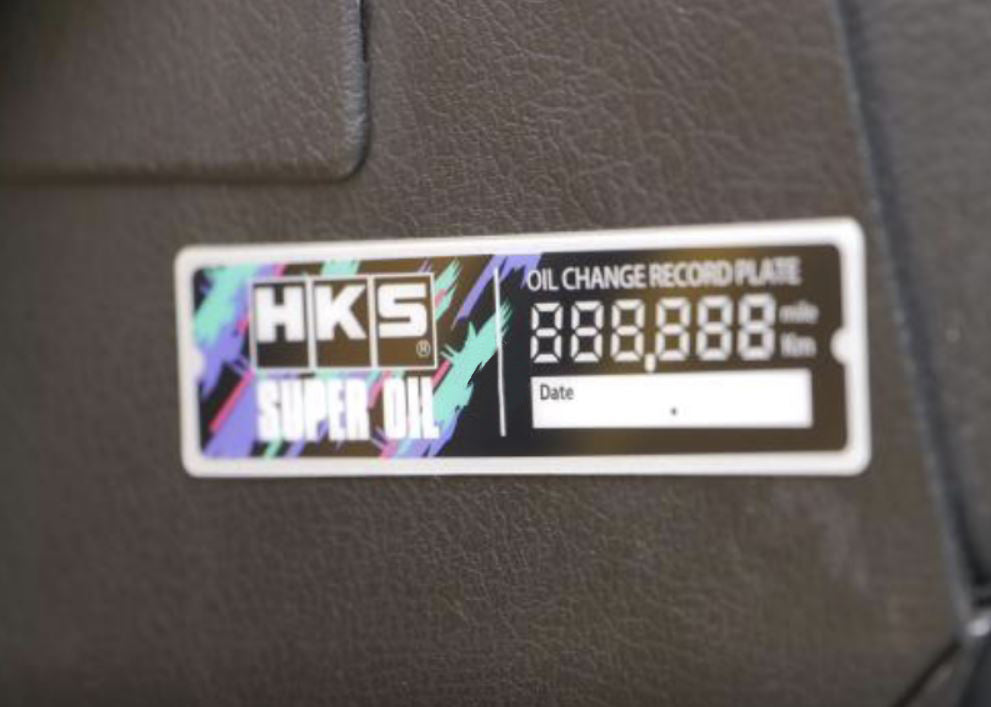 HKS®
SUPER OIL
OIL CHANGE RECORD PLATE
888,888 mile
Km
Date
.